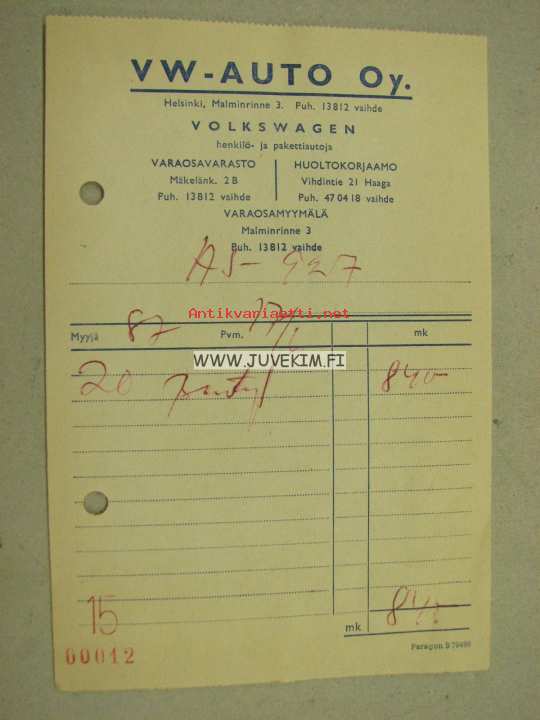 VW-AUTO Oy.
Helsinki, Malminrinne 3. Puh. 13812 vaihde
VOLKSWAGEN
henkilö- ja pakettiautoja
VARAOSAVARASTO HUOLTOKORJAAMO
Mäkelänk. 2 B Vihdintie 21 Haaga
Puh. 13812 vaihde Puh. 47 04 18 vaihde
VARAOSAMYYMÄLÄ
Malminrinne 3
Puh. 13812 vaihde
AJ-927
Antikvariaatti.net
Myyjä 87 Pvm. mk
WWW.JUVEKIM.FI
20 840
15
mk 840
00012
Paragon